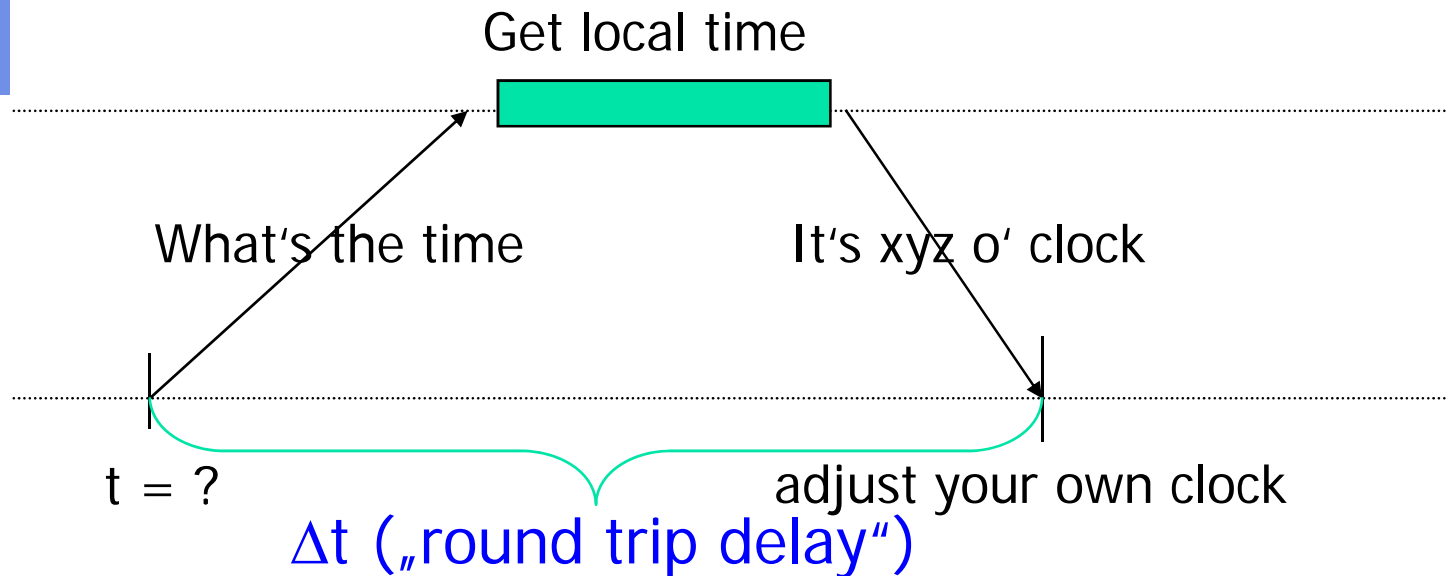 Get local time
What‘s the time
It‘s xyz o‘ clock
t = ?
adjust your own clock
Δt („round trip delay“)